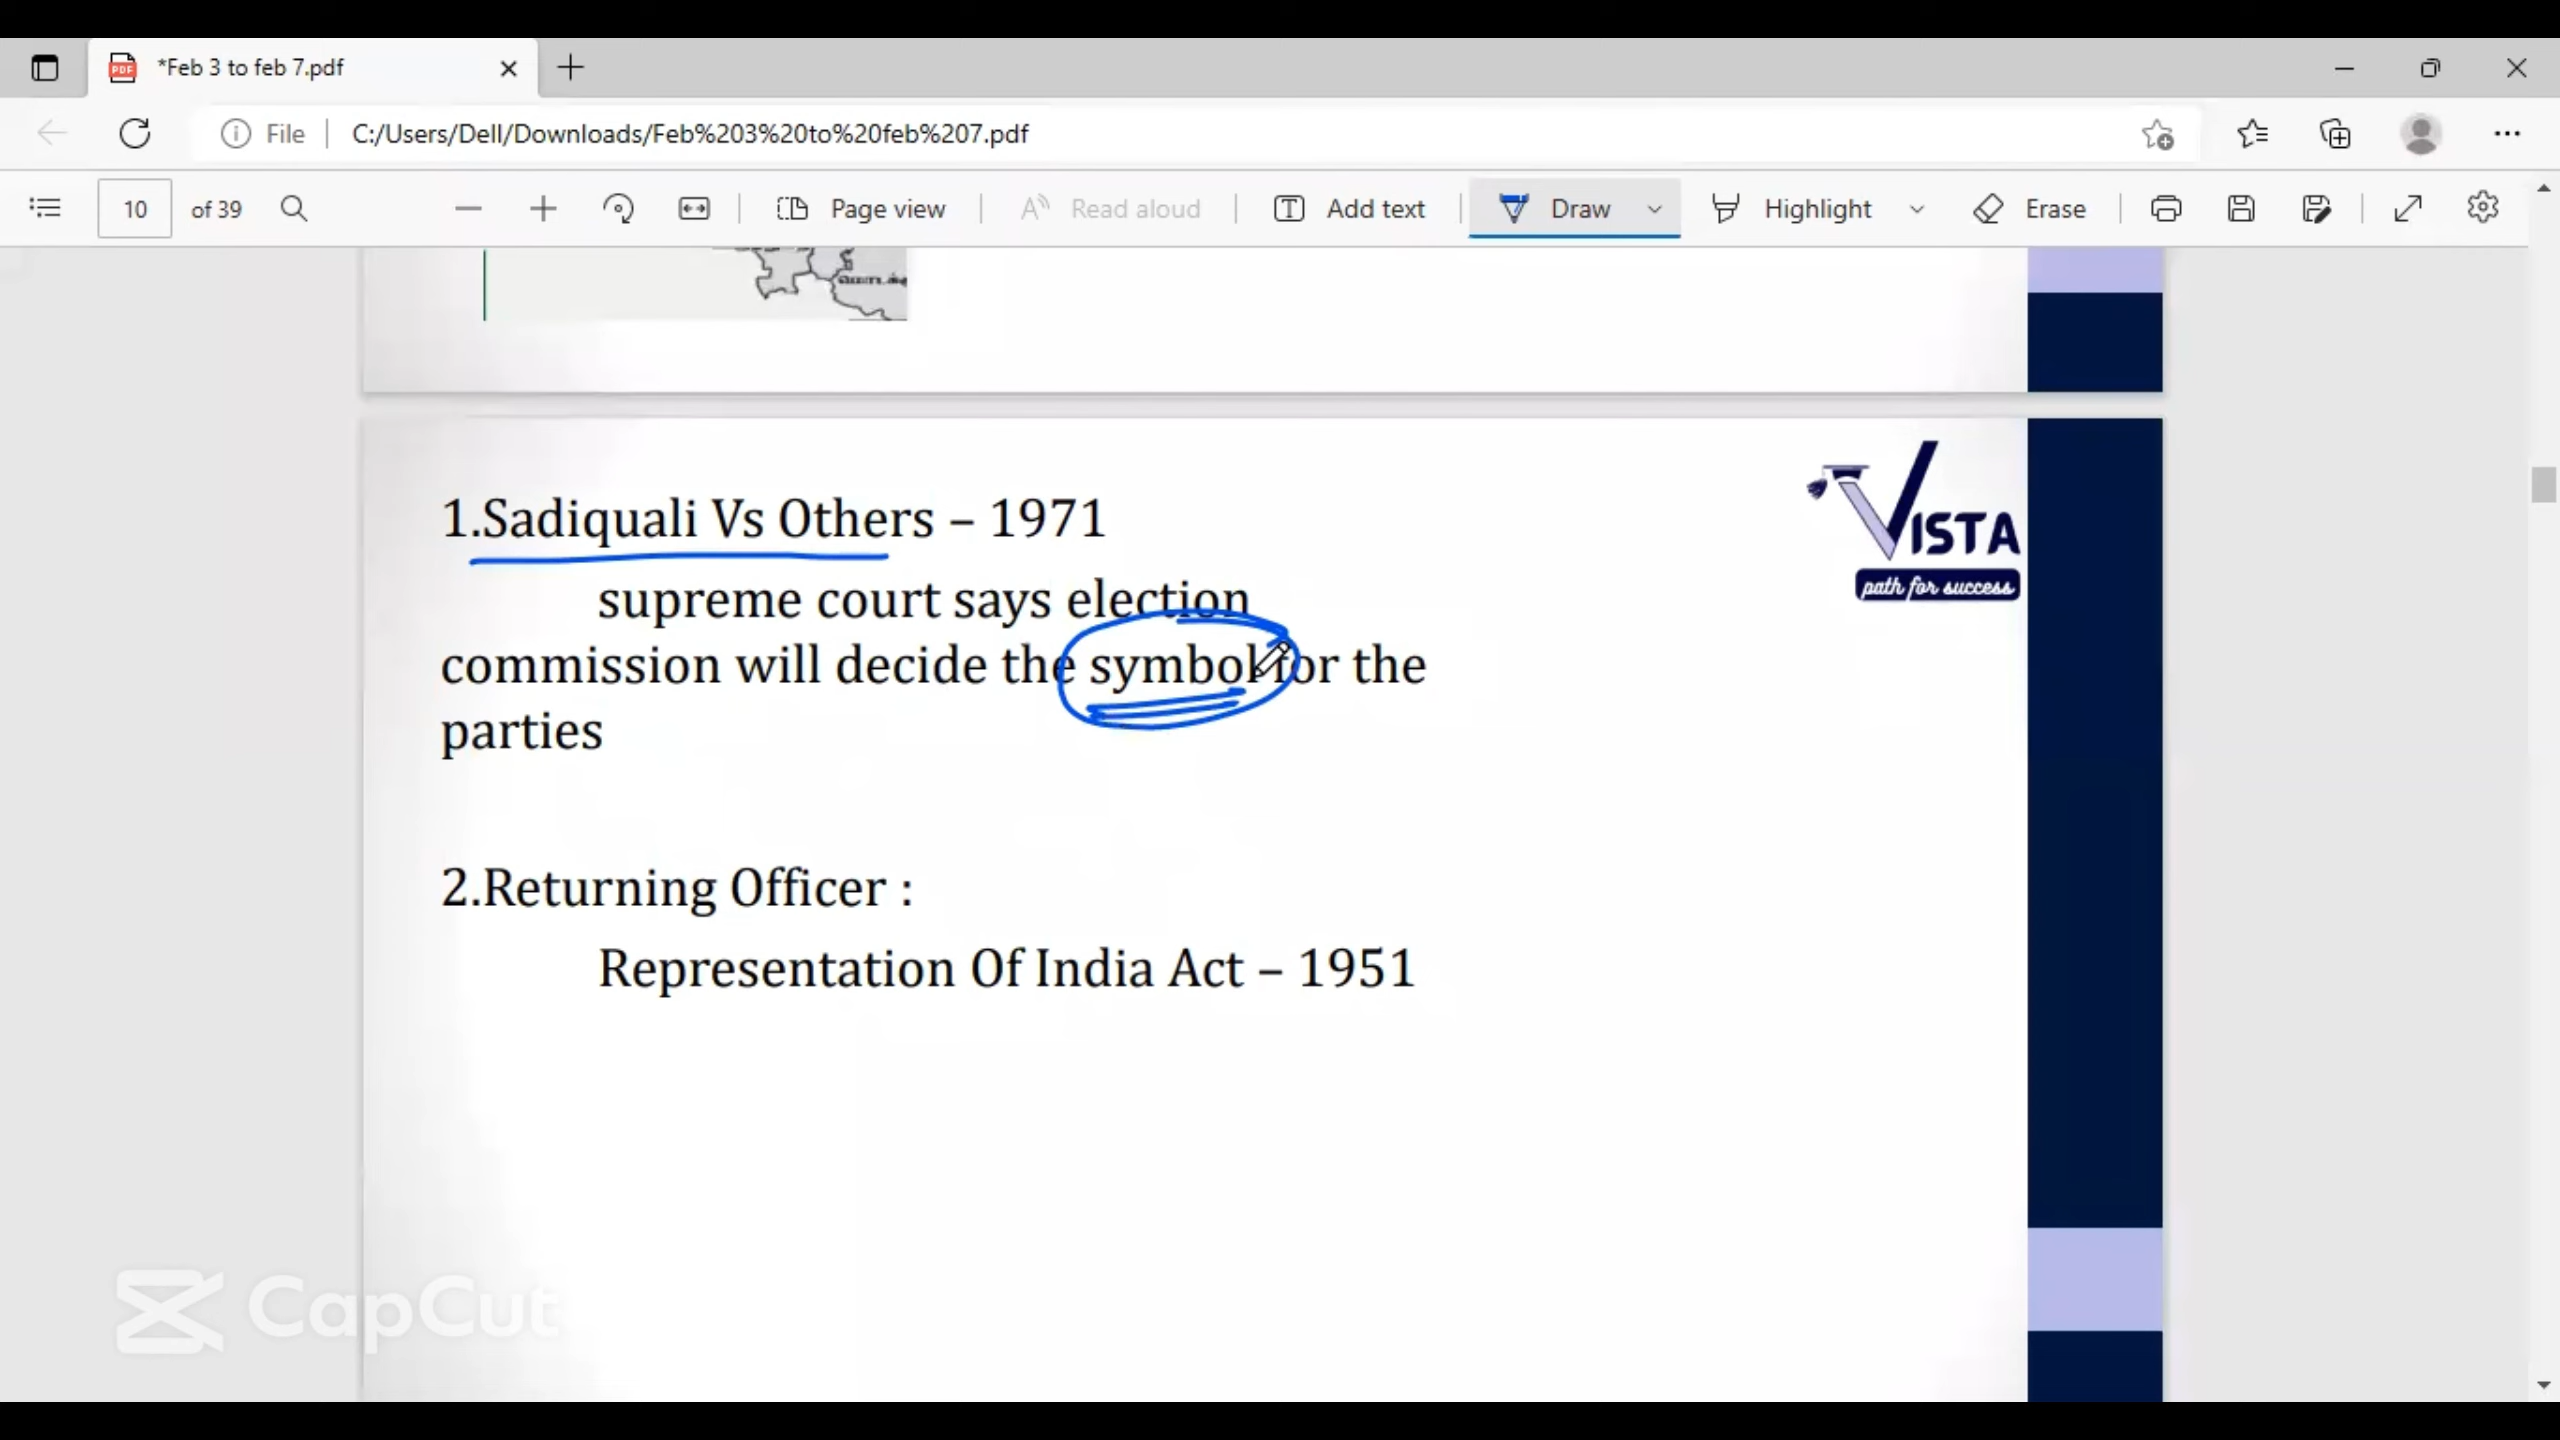 *Feb 3 to feb 7.pdf
File
C:/Users/Dell/Downloads/Feb%203%20to%20feb%207.pdf
10 of 39
Page view
Read aloud
Add text
Draw
Highlight
Erase
VISTA
path for success
1.Sadiquali Vs Others – 1971
supreme court says election
commission will decide the symbol for the
parties
2.Returning Officer :
Representation Of India Act – 1951
CapCut